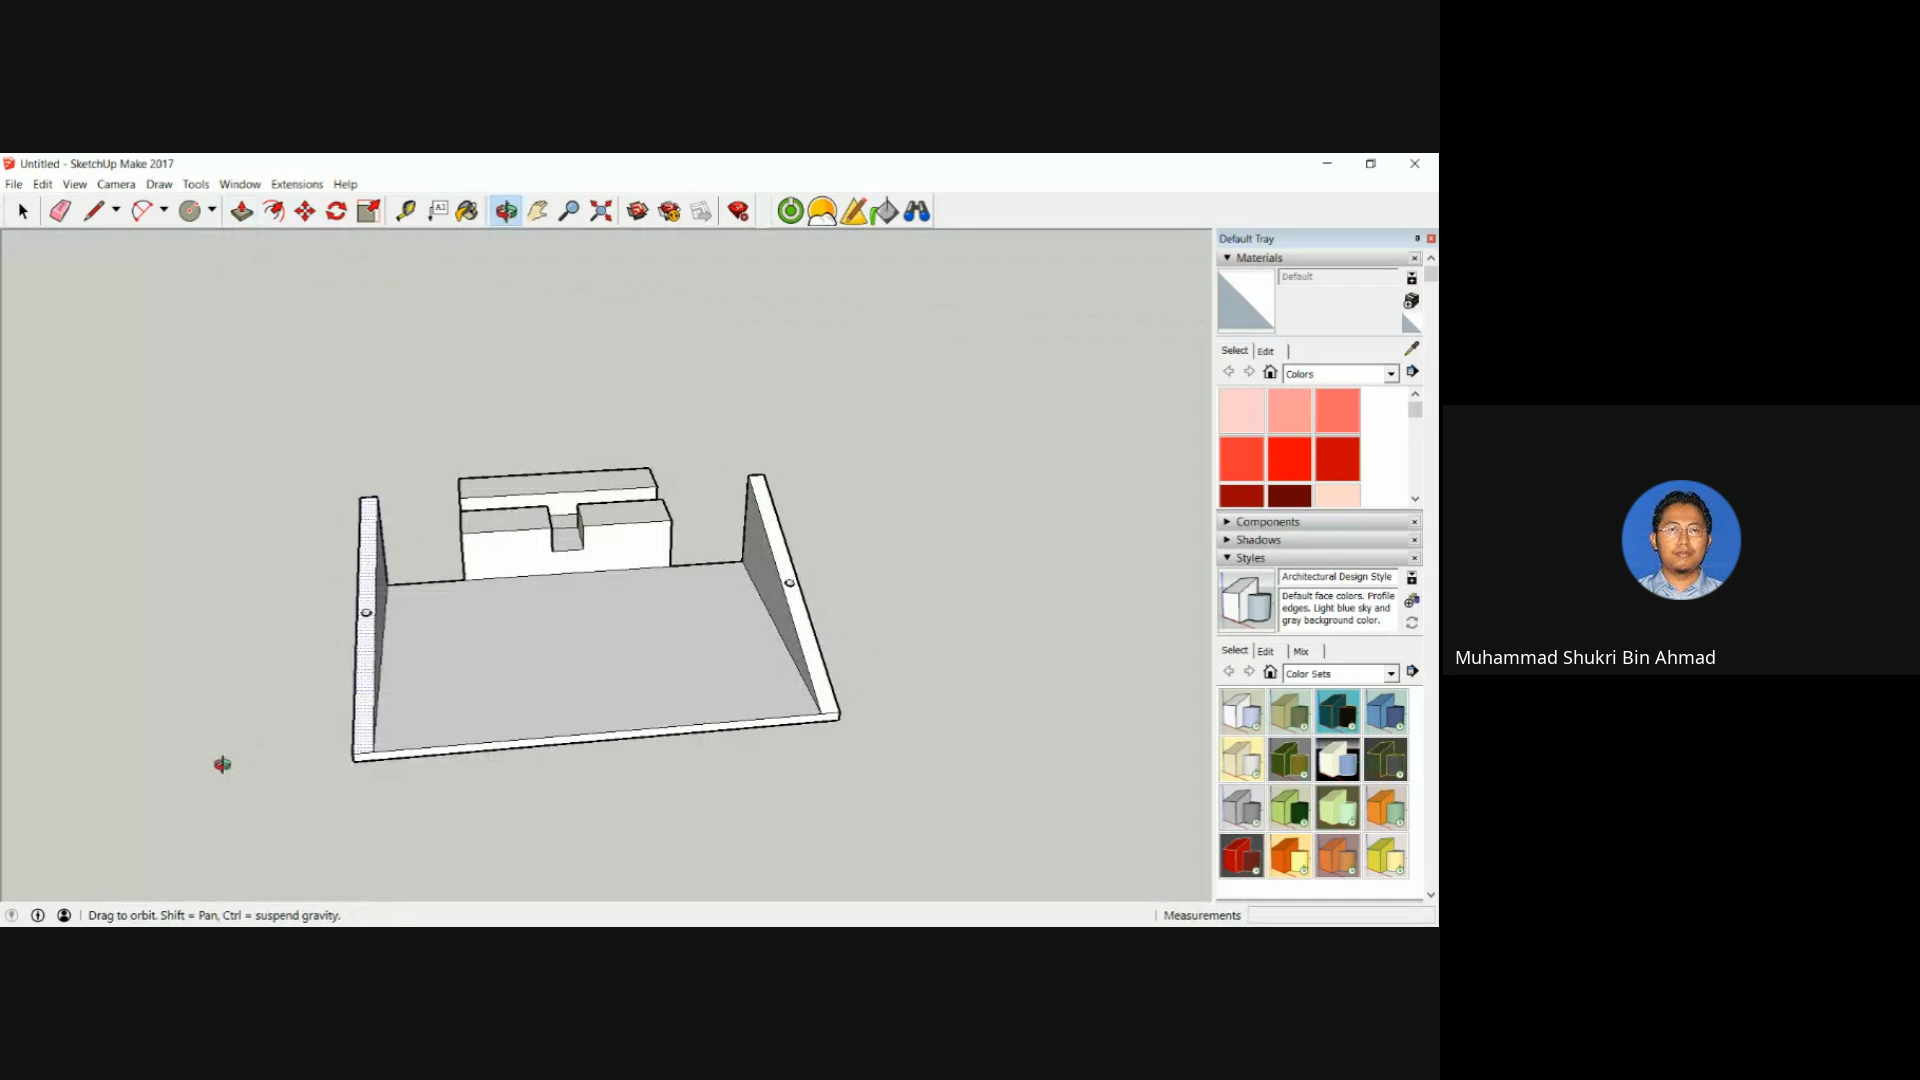 Untitled - SketchUp Make 2017
File Edit View Camera Draw Tools Window Extensions Help
A1
Default Tray
Materials
Default
Select Edit
Colors
Components
Shadows
Styles
Architectural Design Style
Default face colors. Profile
edges. Light blue sky and
gray background color.
Select Edit Mix
Color Sets
Muhammad Shukri Bin Ahmad
Drag to orbit. Shift = Pan, Ctrl = suspend gravity.
Measurements